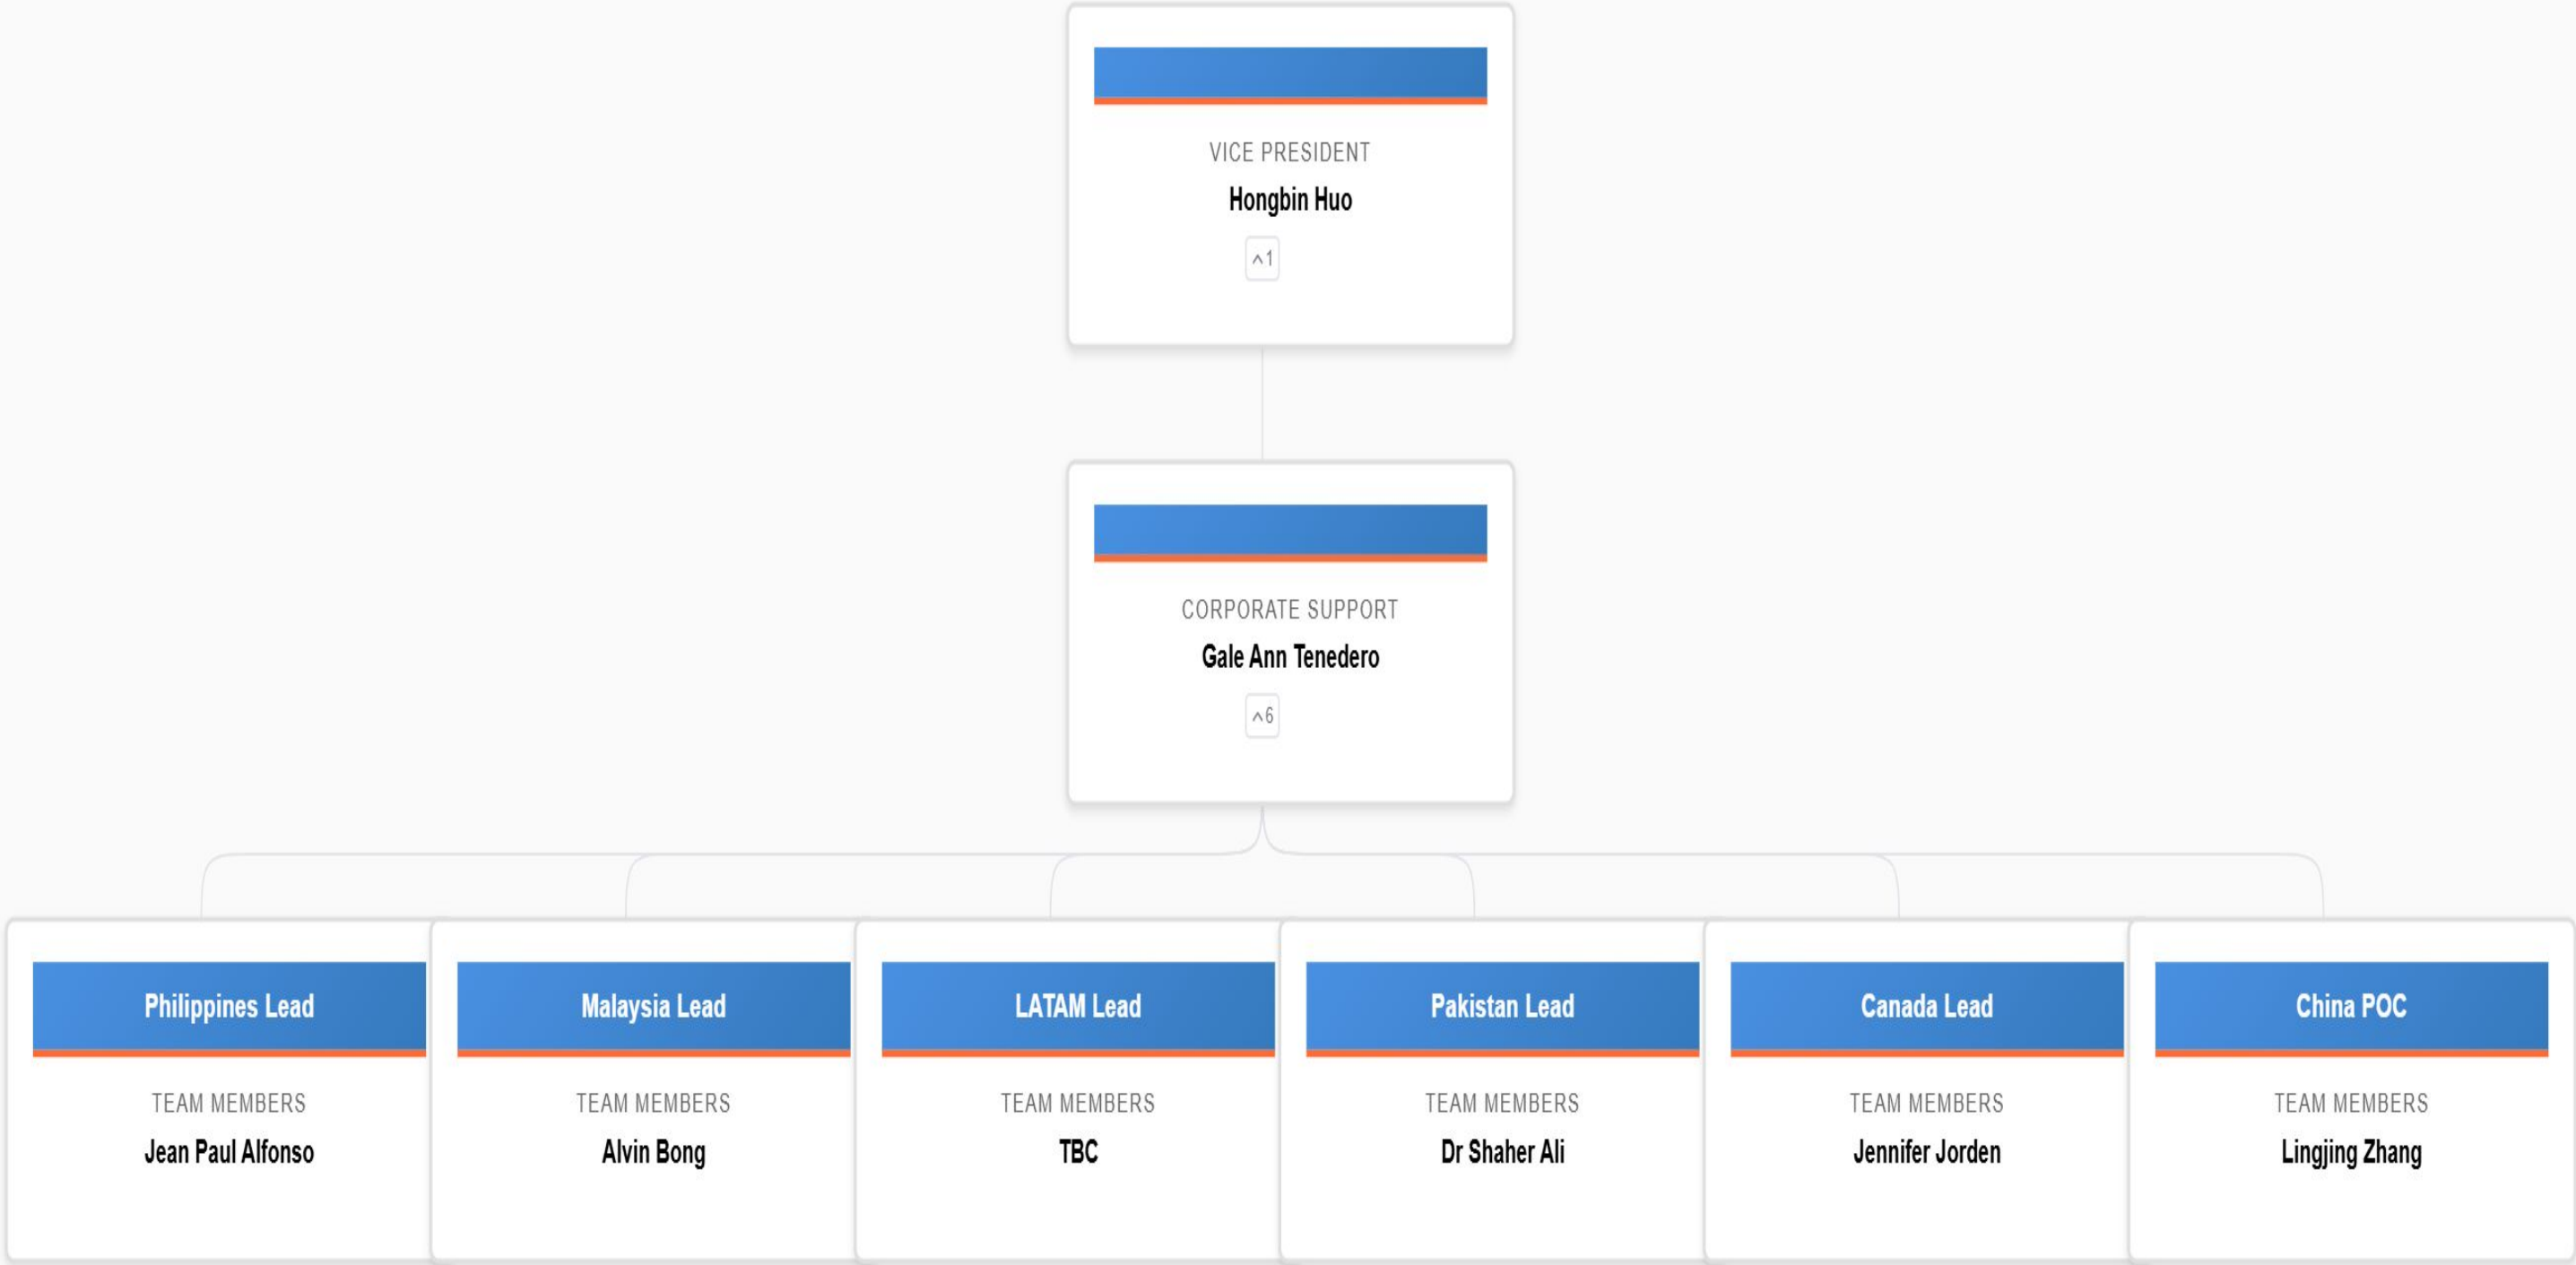 VICE PRESIDENT
Hongbin Huo
^1
CORPORATE SUPPORT
Gale Ann Tenedero
^6
Philippines Lead
TEAM MEMBERS
Jean Paul Alfonso
Malaysia Lead
TEAM MEMBERS
Alvin Bong
LATAM Lead
TEAM MEMBERS
TBC
Pakistan Lead
TEAM MEMBERS
Dr Shaher Ali
Canada Lead
TEAM MEMBERS
Jennifer Jorden
China POC
TEAM MEMBERS
Lingjing Zhang